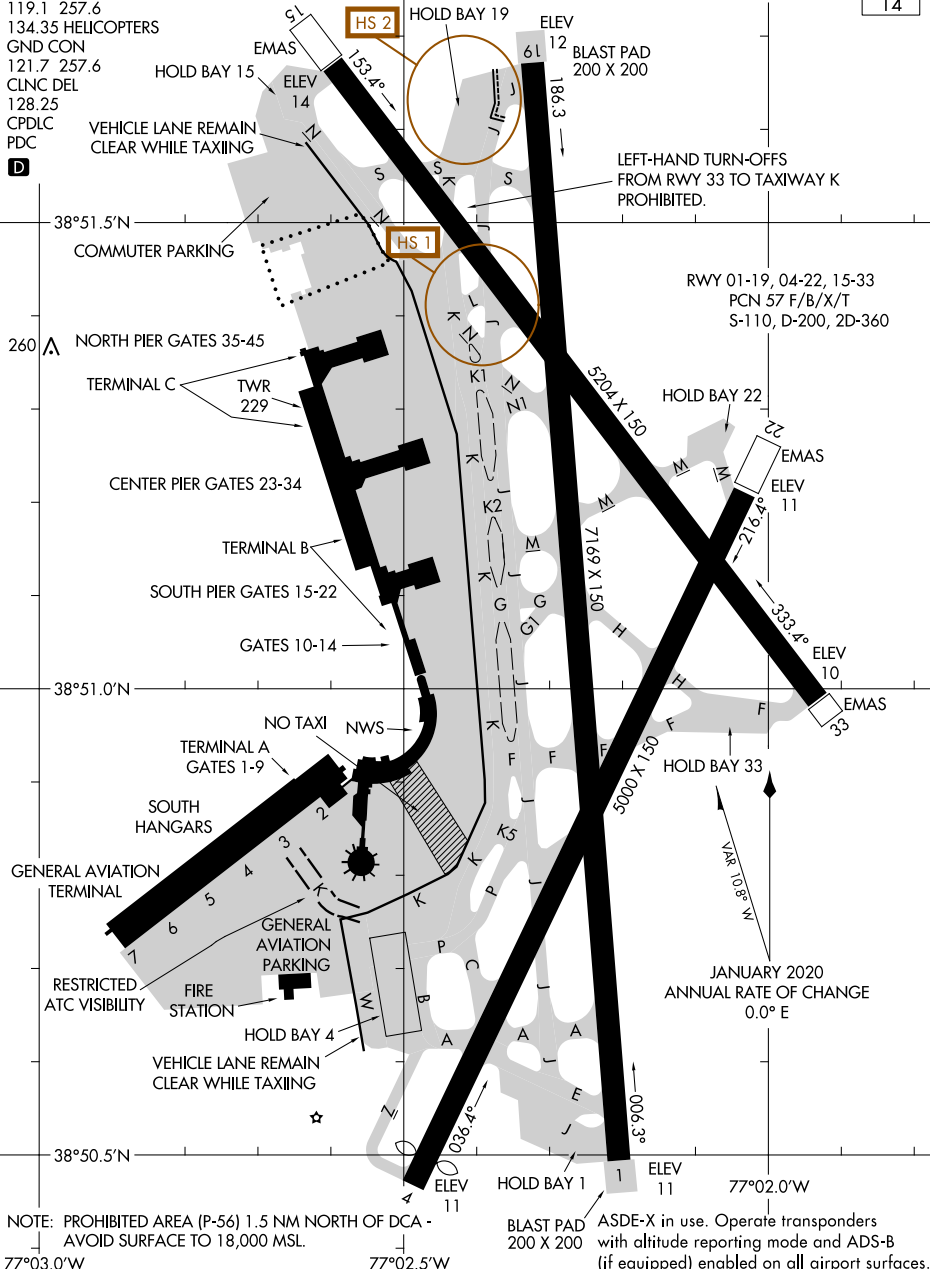 119.1 257.6
134.35 HELICOPTERS
GND CON
121.7 257.6
CLNC DEL
128.25
CPDLC
PDC
D
14
15
EMAS
HS 2
HOLD BAY 19
ELEV
12
19
BLAST PAD
200 X 200
HOLD BAY 15
ELEV
14
153.4°
186.3
J
J
VEHICLE LANE REMAIN
CLEAR WHILE TAXIING
N
S
S
K
S
LEFT-HAND TURN-OFFS
FROM RWY 33 TO TAXIWAY K
PROHIBITED.
38°51.5'N
N
J
COMMUTER PARKING
HS 1
RWY 01-19, 04-22, 15-33
PCN 57 F/B/X/T
S-110, D-200, 2D-360
L
K
J
N
260
NORTH PIER GATES 35-45
TERMINAL C
TWR
229
K1
N
N1
5204 X 150
HOLD BAY 22
22
EMAS
ELEV
11
CENTER PIER GATES 23-34
K
J
M
M
M
216.4°
K2
M
7169 X 150
TERMINAL B
K
J
SOUTH PIER GATES 15-22
G
G
G1
333.4°
GATES 10-14
H
ELEV
10
38°51.0'N
J
H
F
EMAS
33
NO TAXI
NWS
K
F
F
F
F
HOLD BAY 33
TERMINAL A
GATES 1-9
5000 X 150
SOUTH
HANGARS
2
3
J
K5
VAR 10.8° W
GENERAL AVIATION
TERMINAL
4
5
6
7
K
K
K
P
J
GENERAL
AVIATION
PARKING
P
C
RESTRICTED
ATC VISIBILITY
FIRE
STATION
W
B
J
JANUARY 2020
ANNUAL RATE OF CHANGE
0.0° E
HOLD BAY 4
A
A
A
VEHICLE LANE REMAIN
CLEAR WHILE TAXIING
J
E
Z
036.4°
J
006.3°
38°50.5'N
4
ELEV
11
HOLD BAY 1
1
ELEV
11
77°02.0'W
NOTE: PROHIBITED AREA (P-56) 1.5 NM NORTH OF DCA -
AVOID SURFACE TO 18,000 MSL.
BLAST PAD
200 X 200
ASDE-X in use. Operate transponders
with altitude reporting mode and ADS-B
(if equipped) enabled on all airport surfaces.
77°03.0'W
77°02.5'W